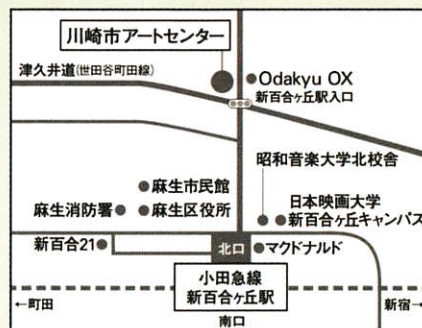 川崎市アートセンター
津久井道(世田谷町田線)
Odakyu OX
新百合ヶ丘駅入口
昭和音楽大学北校舎
麻生市民館
日本映画大学
新百合ヶ丘キャンパス
麻生消防署
麻生区役所
新百合21
北口
マクドナルド
小田急線
新百合ヶ丘駅
←町田
新宿→
南口